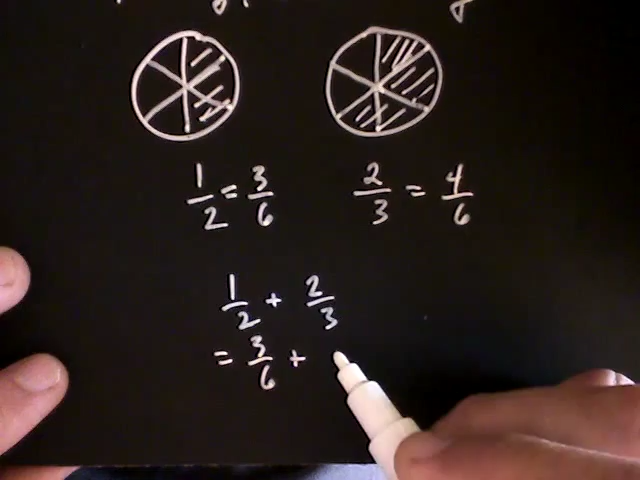 1/2 = 3/6 2/3 = 4/6
1/2 + 2/3
= 3/6 +